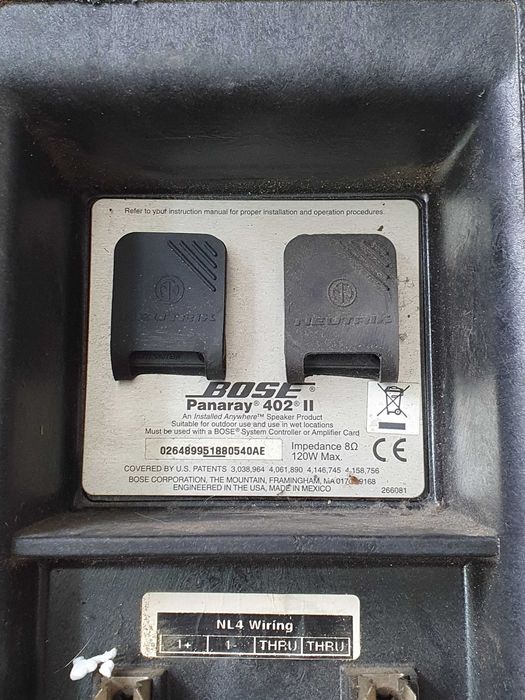 Refer to your instruction manual for proper installation and operation procedures.
NEUTRIK
NEUTRIK
BOSE®
Panaray® 402® II
An Installed Anywhere™ Speaker Product
Suitable for outdoor use and use in wet locations
Must be used with a BOSE® System Controller or Amplifier Card
026489951880540AE
Impedance 8Ω
120W Max.
CE
COVERED BY U.S. PATENTS 3,038,964 4,061,890 4,146,745 4,158,756
BOSE CORPORATION, THE MOUNTAIN, FRAMINGHAM, MA
ENGINEERED IN THE USA, MADE IN MEXICO
266081
NL4 Wiring
1+ 1- THRU THRU